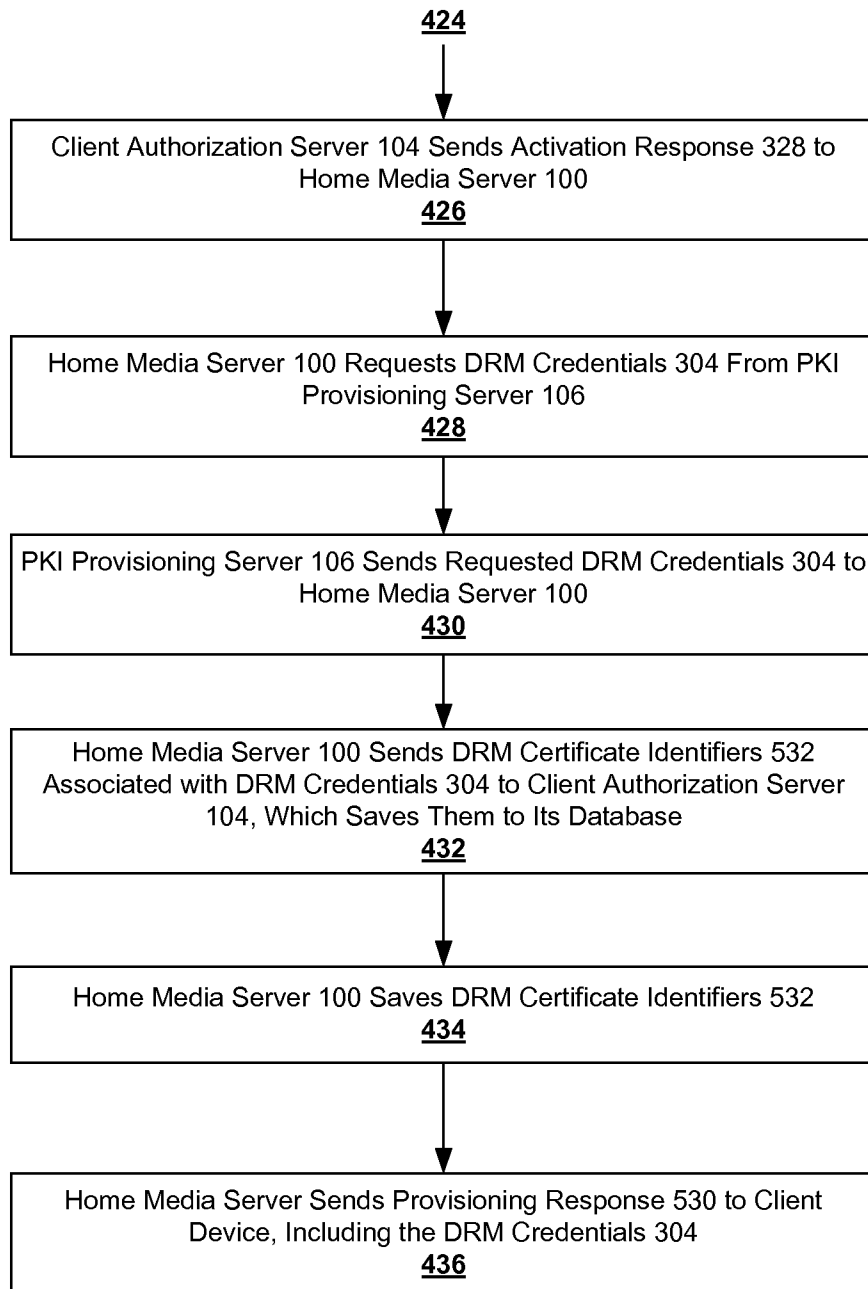 424
Client Authorization Server 104 Sends Activation Response 328 to
Home Media Server 100
426
Home Media Server 100 Requests DRM Credentials 304 From PKI
Provisioning Server 106
428
PKI Provisioning Server 106 Sends Requested DRM Credentials 304 to
Home Media Server 100
430
Home Media Server 100 Sends DRM Certificate Identifiers 532
Associated with DRM Credentials 304 to Client Authorization Server
104, Which Saves Them to Its Database
432
Home Media Server 100 Saves DRM Certificate Identifiers 532
434
Home Media Server Sends Provisioning Response 530 to Client
Device, Including the DRM Credentials 304
436